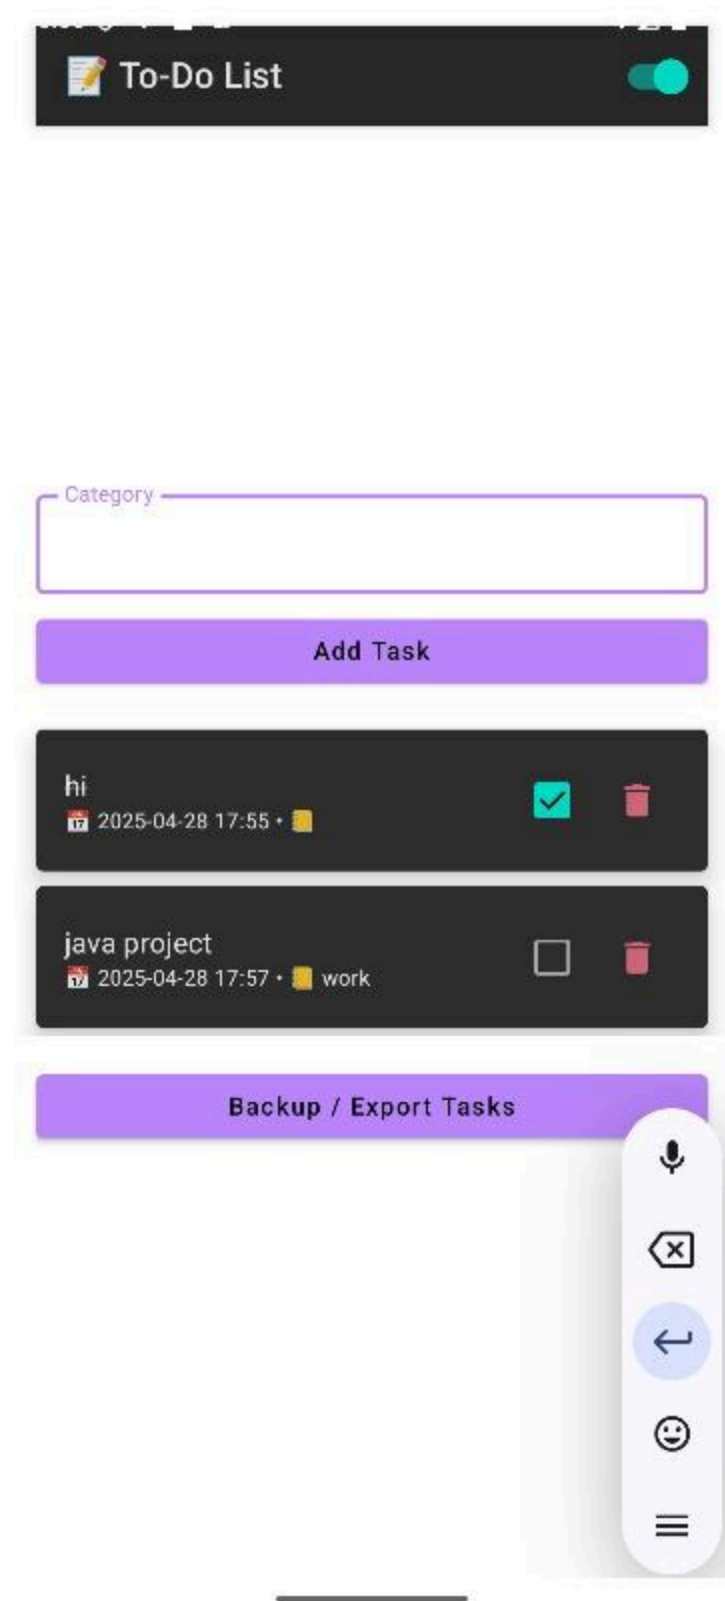 📝 To-Do List
Category
Add Task
hi
📅 2025-04-28 17:55 • 📒
java project
📅 2025-04-28 17:57 • 📒 work
Backup / Export Tasks